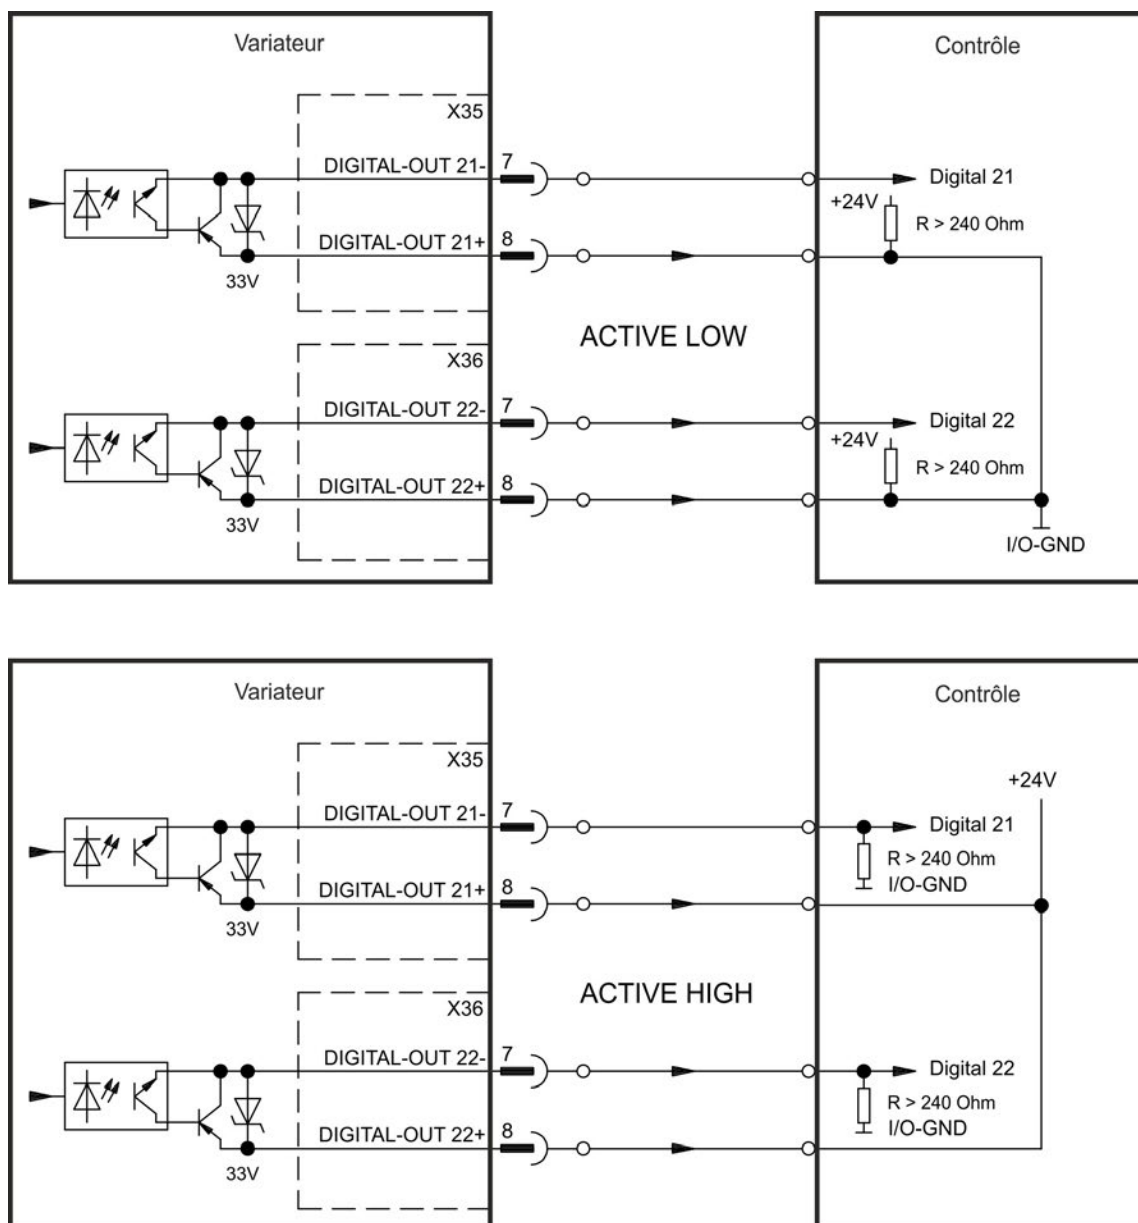 Variateur
Contrôle
X35
DIGITAL-OUT 21-
7
Digital 21
+24V
R > 240 Ohm
DIGITAL-OUT 21+
8
33V
ACTIVE LOW
X36
DIGITAL-OUT 22-
7
Digital 22
+24V
R > 240 Ohm
DIGITAL-OUT 22+
8
33V
I/O-GND
Variateur
Contrôle
X35
+24V
DIGITAL-OUT 21-
7
Digital 21
R > 240 Ohm
I/O-GND
DIGITAL-OUT 21+
8
33V
ACTIVE HIGH
X36
DIGITAL-OUT 22-
7
Digital 22
R > 240 Ohm
I/O-GND
DIGITAL-OUT 22+
8
33V